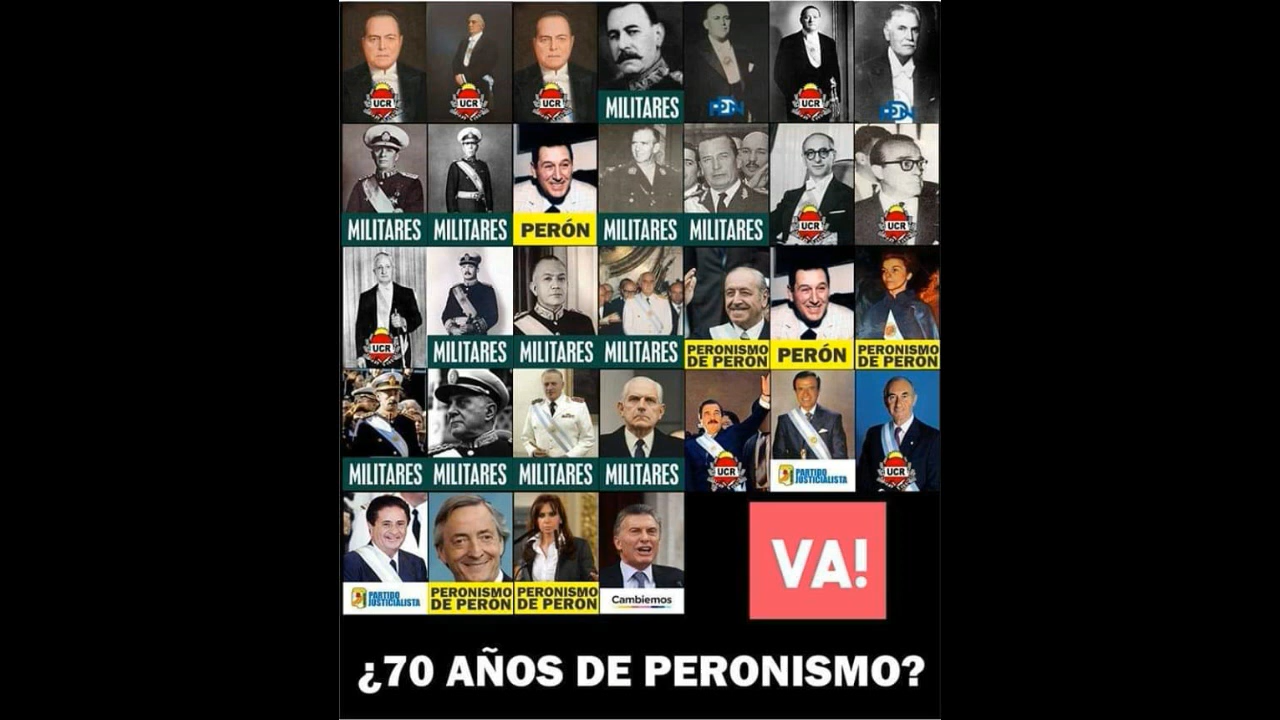 UCR
UCR
UCR
MILITARES
PDN
UCR
PDN
MILITARES
MILITARES
PERÓN
MILITARES
MILITARES
UCR
UCR
UCR
MILITARES
MILITARES
MILITARES
PERONISMO
DE PERÓN
PERÓN
PERONISMO
DE PERÓN
MILITARES
MILITARES
MILITARES
MILITARES
UCR
PARTIDO
JUSTICIALISTA
UCR
PARTIDO
JUSTICIALISTA
PERONISMO
DE PERÓN
PERONISMO
DE PERÓN
Cambiemos
VA!
¿70 AÑOS DE PERONISMO?